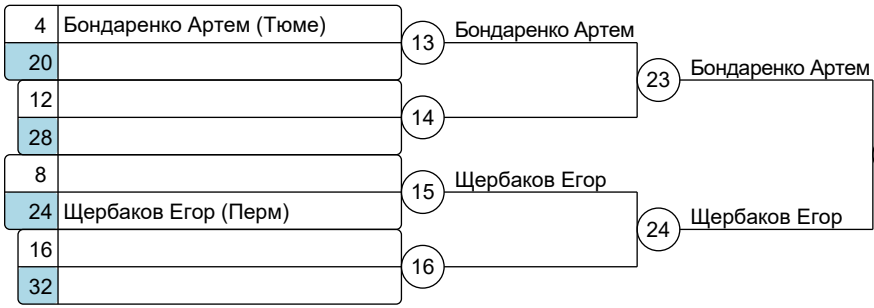 4 Бондаренко Артем (Тюме)
20
12
28
8
24 Щербаков Егор (Перм)
16
32
13 Бондаренко Артем
14
15 Щербаков Егор
16
23 Бондаренко Артем
24 Щербаков Егор